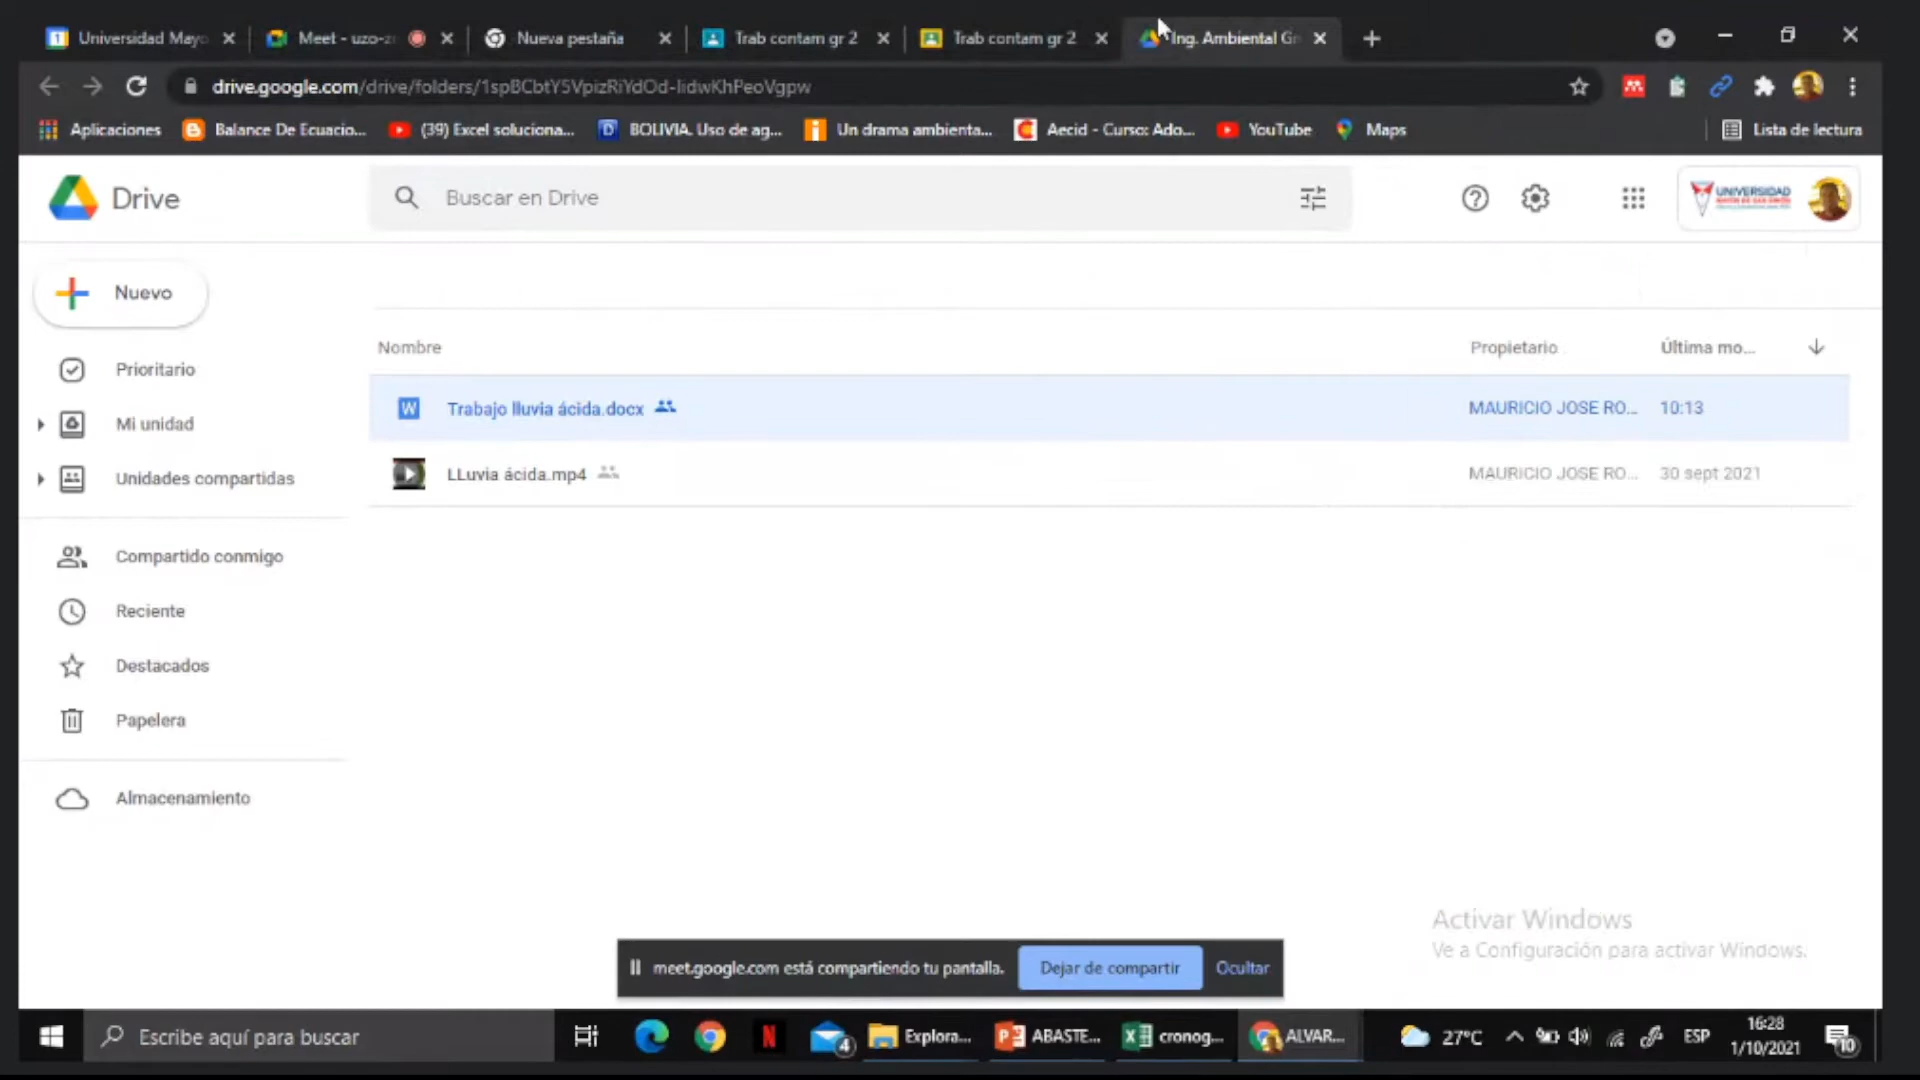 Universidad Mayo
Meet - uzo-z
Nueva pestaña
Trab contam gr 2
Trab contam gr 2
Ing. Ambiental Gr
drive.google.com/drive/folders/1spBCbtY5VpizRiYdOd-IidwKhPeoVgpw
Aplicaciones
Balance De Ecuacio...
(39) Excel soluciona...
BOLIVIA. Uso de ag...
Un drama ambienta...
Aecid - Curso: Ado...
YouTube
Maps
Lista de lectura
Drive
Buscar en Drive
UNIVERSIDAD
Nuevo
Nombre
Propietario
Última mo...
Prioritario
Trabajo lluvia ácida.docx
MAURICIO JOSE RO...
10:13
Mi unidad
LLuvia ácida.mp4
MAURICIO JOSE RO...
30 sept 2021
Unidades compartidas
Compartido conmigo
Reciente
Destacados
Papelera
Almacenamiento
Activar Windows
Ve a Configuración para activar Windows.
meet.google.com está compartiendo tu pantalla.
Dejar de compartir
Ocultar
Escribe aquí para buscar
4
Explora...
ABASTE...
cronog...
ALVAR...
27°C
ESP
16:28
1/10/2021
10